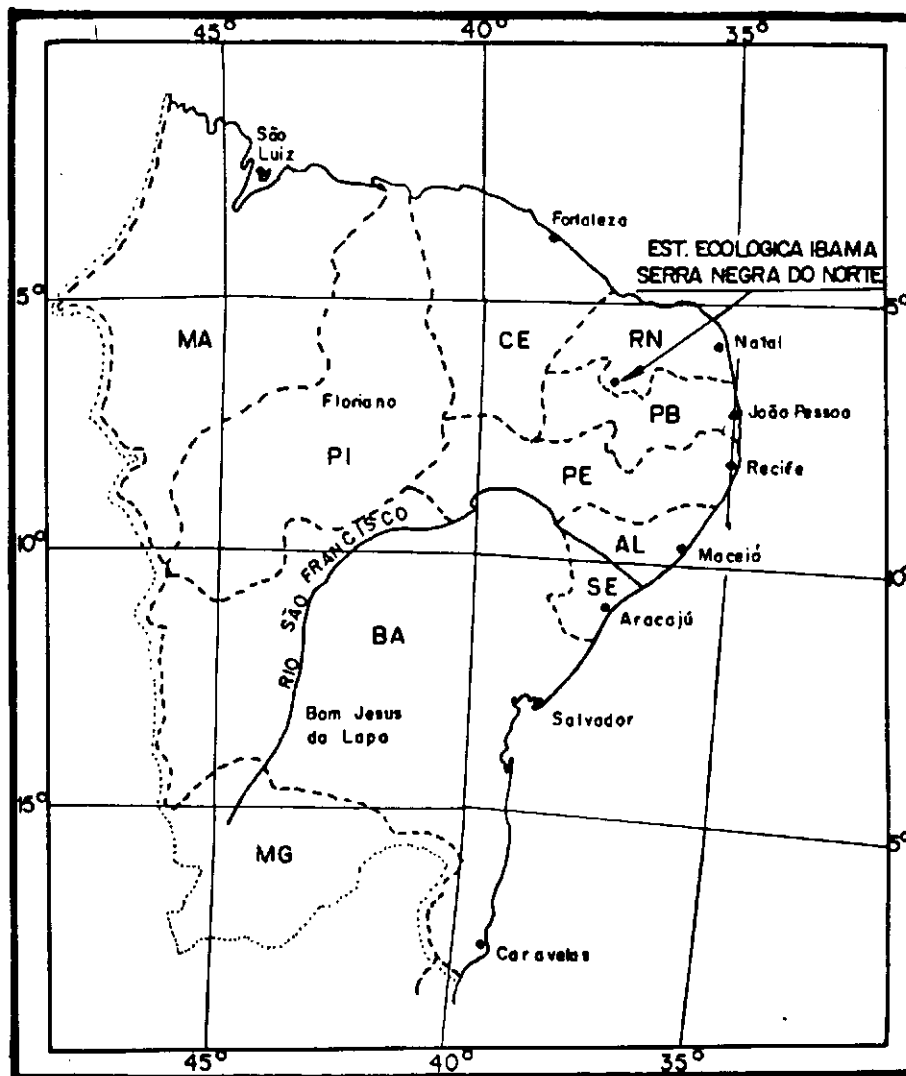 45° 40° 35°
São
Luiz
Fortaleza
EST. ECOLOGICA IBAMA
SERRA NEGRA DO NORTE
5° 5°
MA CE RN
Natal
Floriano
PB João Pessoa
PI
PE Recife
RIO SÃO FRANCISCO
10° AL Maceió
10°
SE
Aracajú
BA
Bom Jesus
da Lapa
Salvador
15°
5°
MG
Caravelas
45° 40° 35°